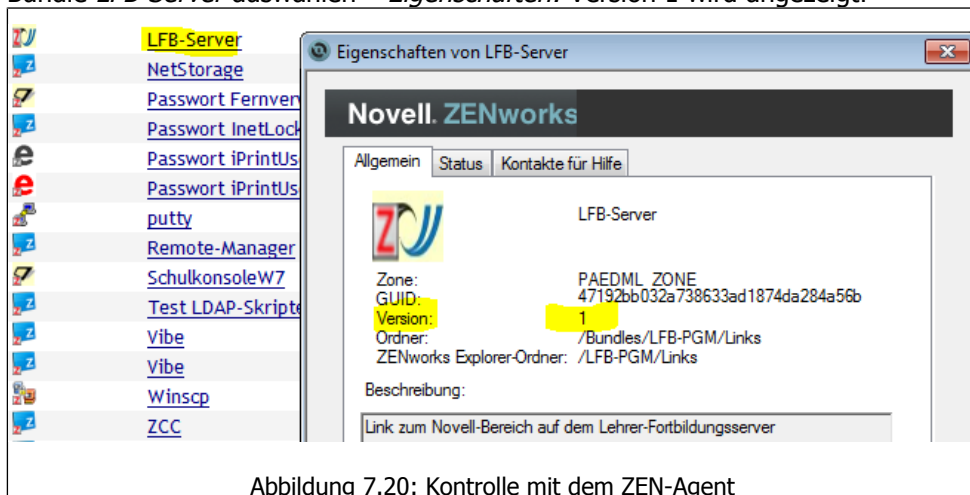 LFB-Server
NetStorage
Passwort Fernver
Passwort InetLock
Passwort iPrintUs
Passwort iPrintUs
putty
Remote-Manager
SchulkonsoleW7
Test LDAP-Skripte
Vibe
Vibe
Winscp
ZCC
Eigenschaften von LFB-Server
Novell. ZENworks
Allgemein Status Kontakte für Hilfe
LFB-Server
Zone: PAEDML_ZONE
GUID: 47192bb032a738633ad1874da284a56b
Version: 1
Ordner: /Bundles/LFB-PGM/Links
ZENworks Explorer-Ordner: /LFB-PGM/Links
Beschreibung:
Link zum Novell-Bereich auf dem Lehrer-Fortbildungsserver
Abbildung 7.20: Kontrolle mit dem ZEN-Agent